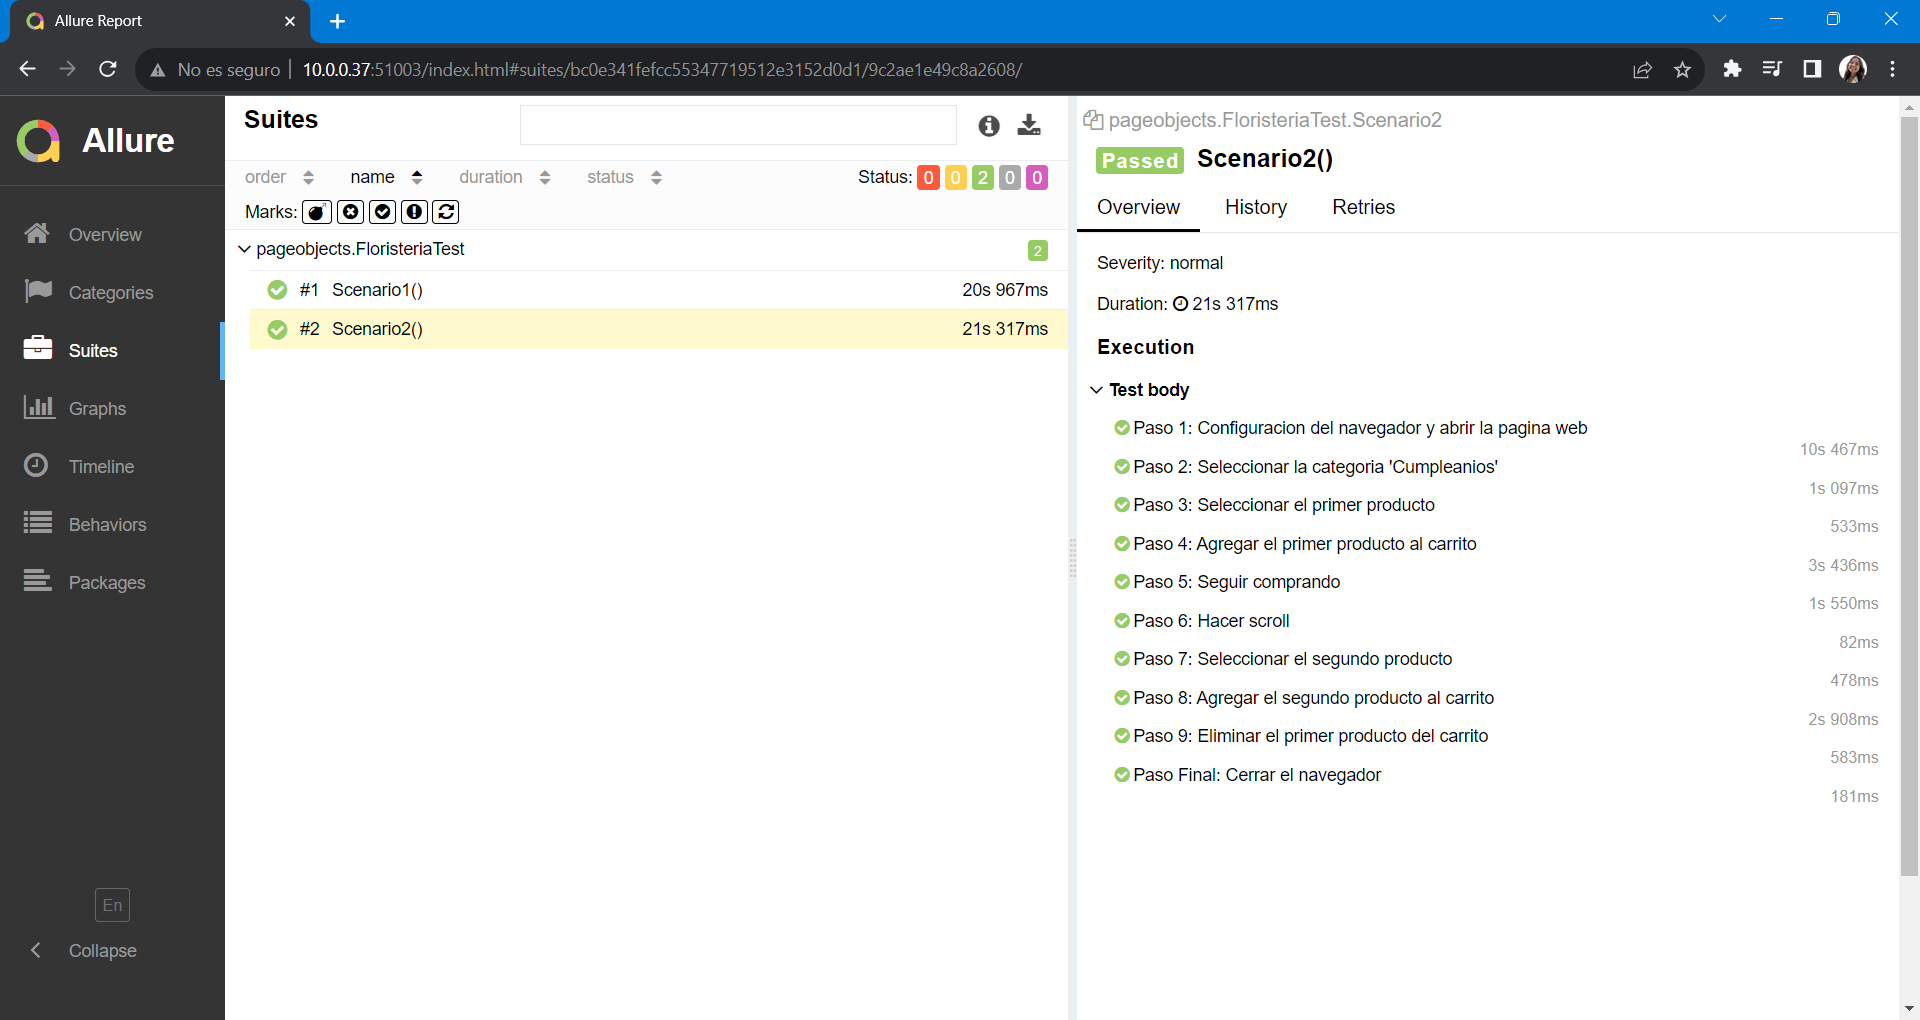 Allure Report
No es seguro 10.0.0.37:51003/index.html#suites/bc0e341fefcc55347719512e3152d0d1/9c2ae1e49c8a2608/
Allure
Overview
Categories
Suites
Graphs
Timeline
Behaviors
Packages
En
Collapse
Suites
order name duration status Status: 0 0 2 0 0
Marks:
pageobjects.FloristeriaTest 2
#1 Scenario1() 20s 967ms
#2 Scenario2() 21s 317ms
pageobjects.FloristeriaTest.Scenario2
Passed Scenario2()
Overview History Retries
Severity: normal
Duration: 21s 317ms
Execution
Test body
Paso 1: Configuracion del navegador y abrir la pagina web
10s 467ms
Paso 2: Seleccionar la categoria 'Cumpleanios'
1s 097ms
Paso 3: Seleccionar el primer producto
533ms
Paso 4: Agregar el primer producto al carrito
3s 436ms
Paso 5: Seguir comprando
1s 550ms
Paso 6: Hacer scroll
82ms
Paso 7: Seleccionar el segundo producto
478ms
Paso 8: Agregar el segundo producto al carrito
2s 908ms
Paso 9: Eliminar el primer producto del carrito
583ms
Paso Final: Cerrar el navegador
181ms